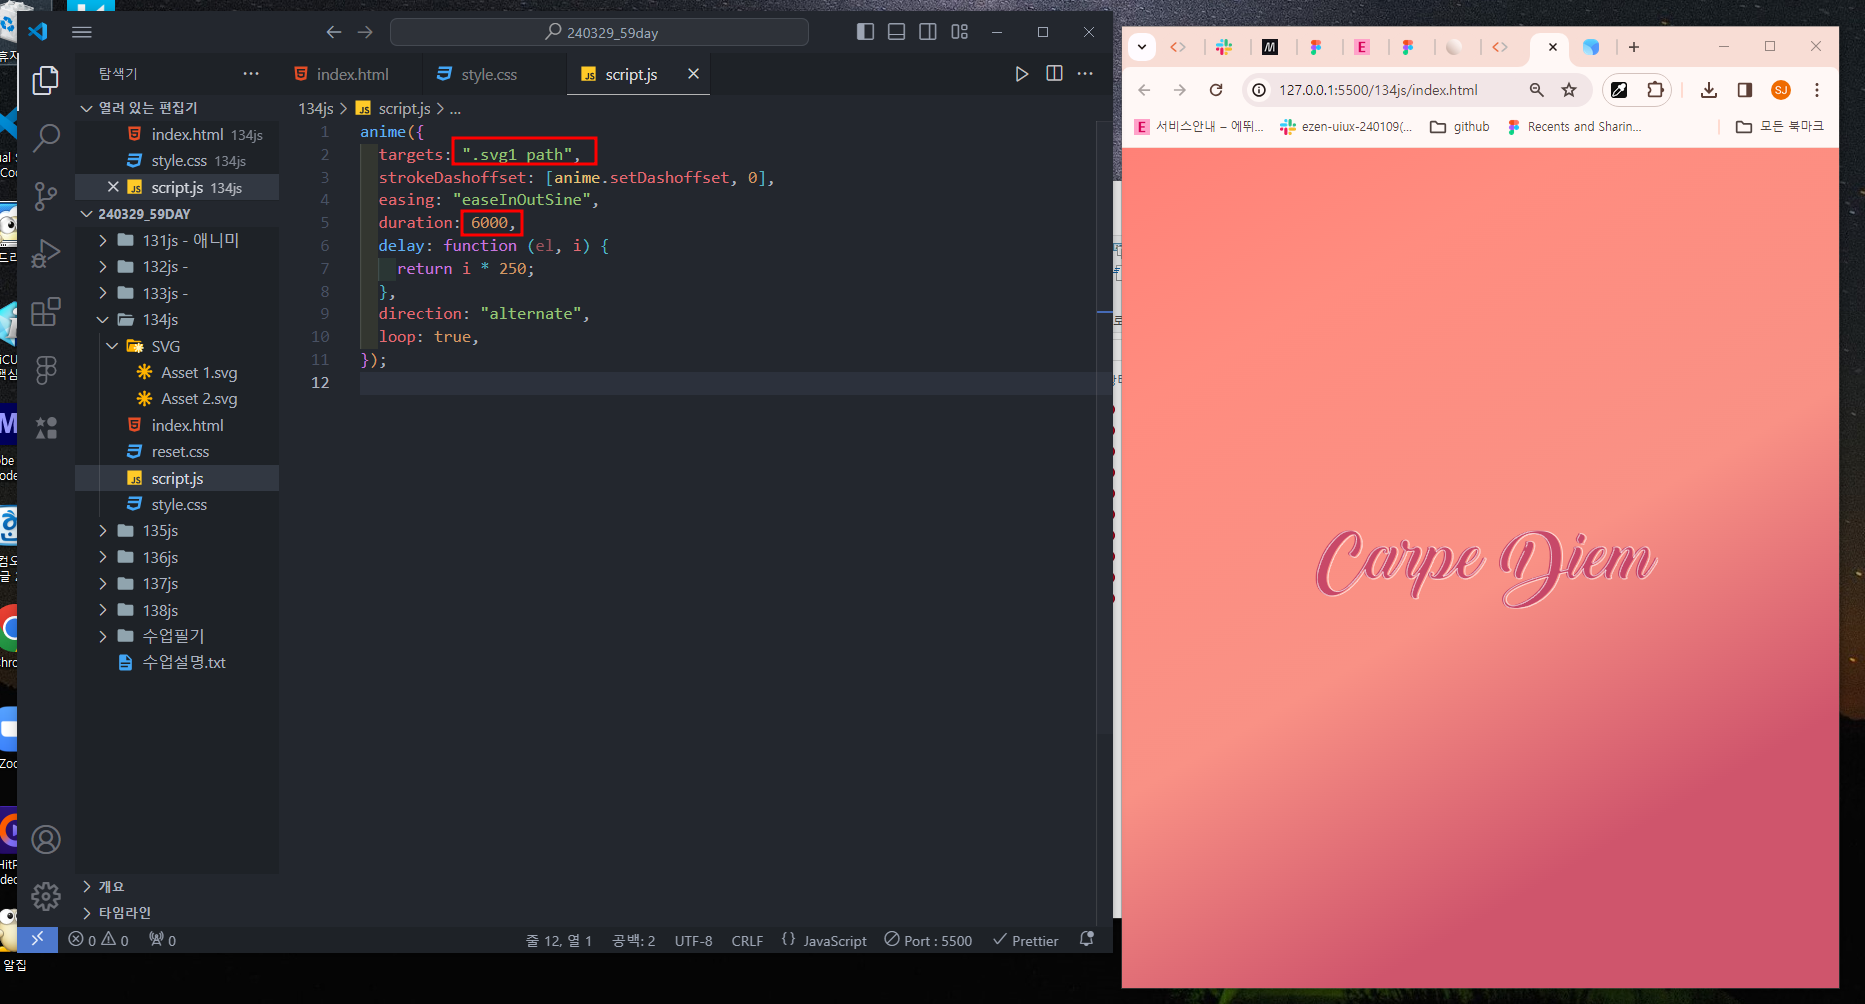 240329_59day
탐색기
index.html
style.css
script.js
열려 있는 편집기
index.html 134js
style.css 134js
script.js 134js
240329_59DAY
131js - 애니미
132js -
133js -
134js
SVG
Asset 1.svg
Asset 2.svg
index.html
reset.css
script.js
style.css
135js
136js
137js
138js
수업필기
수업설명.txt
개요
타임라인
134js > script.js > ...
1 anime({
2 targets: ".svg1 path",
3 strokeDashoffset: [anime.setDashoffset, 0],
4 easing: "easeInOutSine",
5 duration: 6000,
6 delay: function (el, i) {
7 return i * 250;
8 },
9 direction: "alternate",
10 loop: true,
11 });
12
0 0 0
줄 12, 열 1 공백: 2 UTF-8 CRLF {} JavaScript Port : 5500 Prettier
알집
127.0.0.1:5500/134js/index.html
SJ
서비스안내 – 에뛰...
ezen-uiux-240109(...
github
Recents and Sharin...
모든 북마크
Carpe Diem